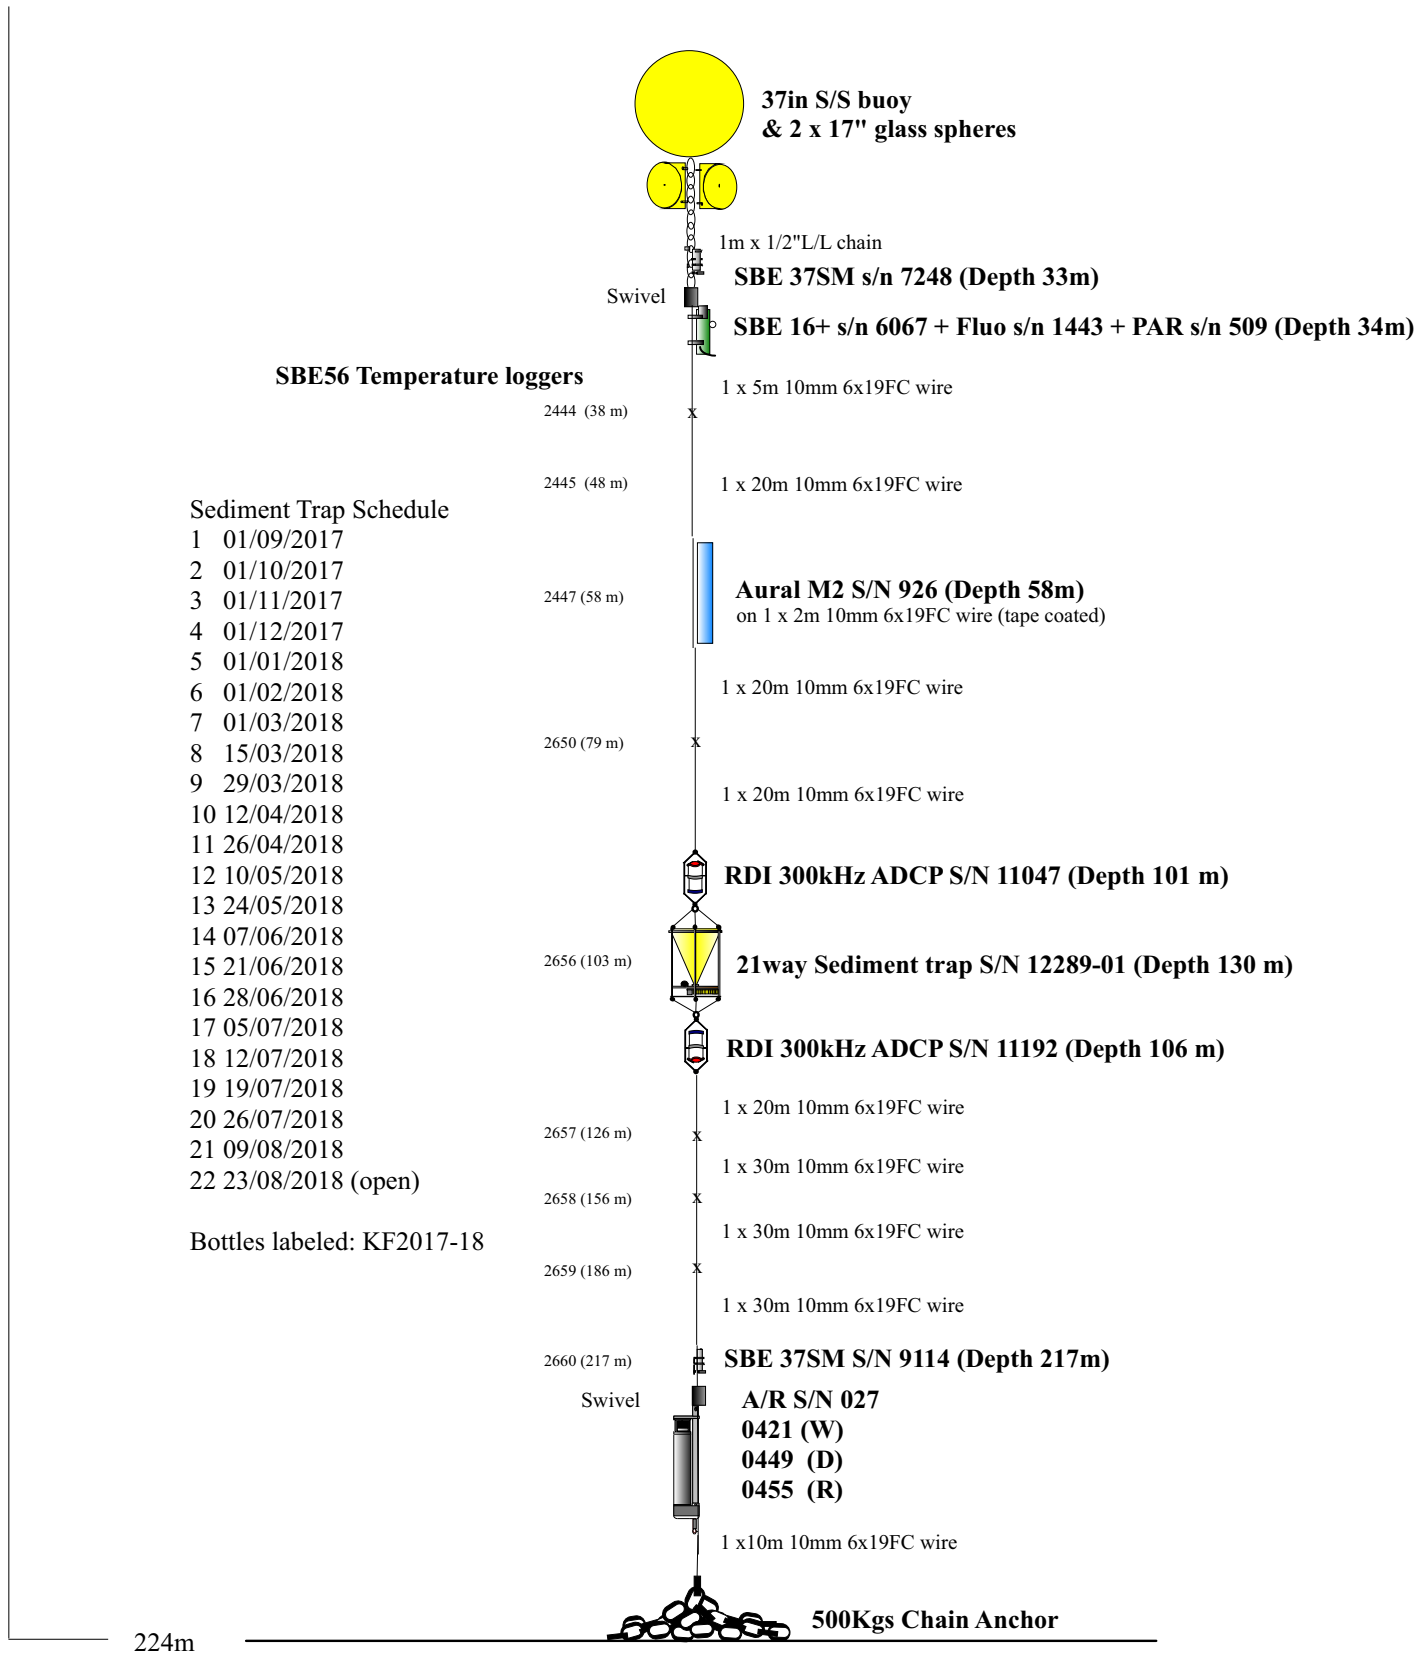 37in S/S buoy
& 2 x 17" glass spheres
1m x 1/2"L/L chain
SBE 37SM s/n 7248 (Depth 33m)
Swivel
SBE 16+ s/n 6067 + Fluo s/n 1443 + PAR s/n 509 (Depth 34m)
SBE56 Temperature loggers
1 x 5m 10mm 6x19FC wire
2444 (38 m)
x
2445 (48 m)
1 x 20m 10mm 6x19FC wire
Sediment Trap Schedule
1 01/09/2017
2 01/10/2017
3 01/11/2017
4 01/12/2017
5 01/01/2018
6 01/02/2018
7 01/03/2018
8 15/03/2018
9 29/03/2018
10 12/04/2018
11 26/04/2018
12 10/05/2018
13 24/05/2018
14 07/06/2018
15 21/06/2018
16 28/06/2018
17 05/07/2018
18 12/07/2018
19 19/07/2018
20 26/07/2018
21 09/08/2018
22 23/08/2018 (open)
Bottles labeled: KF2017-18
2447 (58 m)
Aural M2 S/N 926 (Depth 58m)
on 1 x 2m 10mm 6x19FC wire (tape coated)
1 x 20m 10mm 6x19FC wire
2650 (79 m)
x
1 x 20m 10mm 6x19FC wire
RDI 300kHz ADCP S/N 11047 (Depth 101 m)
2656 (103 m)
21way Sediment trap S/N 12289-01 (Depth 130 m)
RDI 300kHz ADCP S/N 11192 (Depth 106 m)
1 x 20m 10mm 6x19FC wire
2657 (126 m)
x
1 x 30m 10mm 6x19FC wire
2658 (156 m)
x
1 x 30m 10mm 6x19FC wire
2659 (186 m)
x
1 x 30m 10mm 6x19FC wire
2660 (217 m)
SBE 37SM S/N 9114 (Depth 217m)
Swivel
A/R S/N 027
0421 (W)
0449 (D)
0455 (R)
1 x10m 10mm 6x19FC wire
500Kgs Chain Anchor
224m